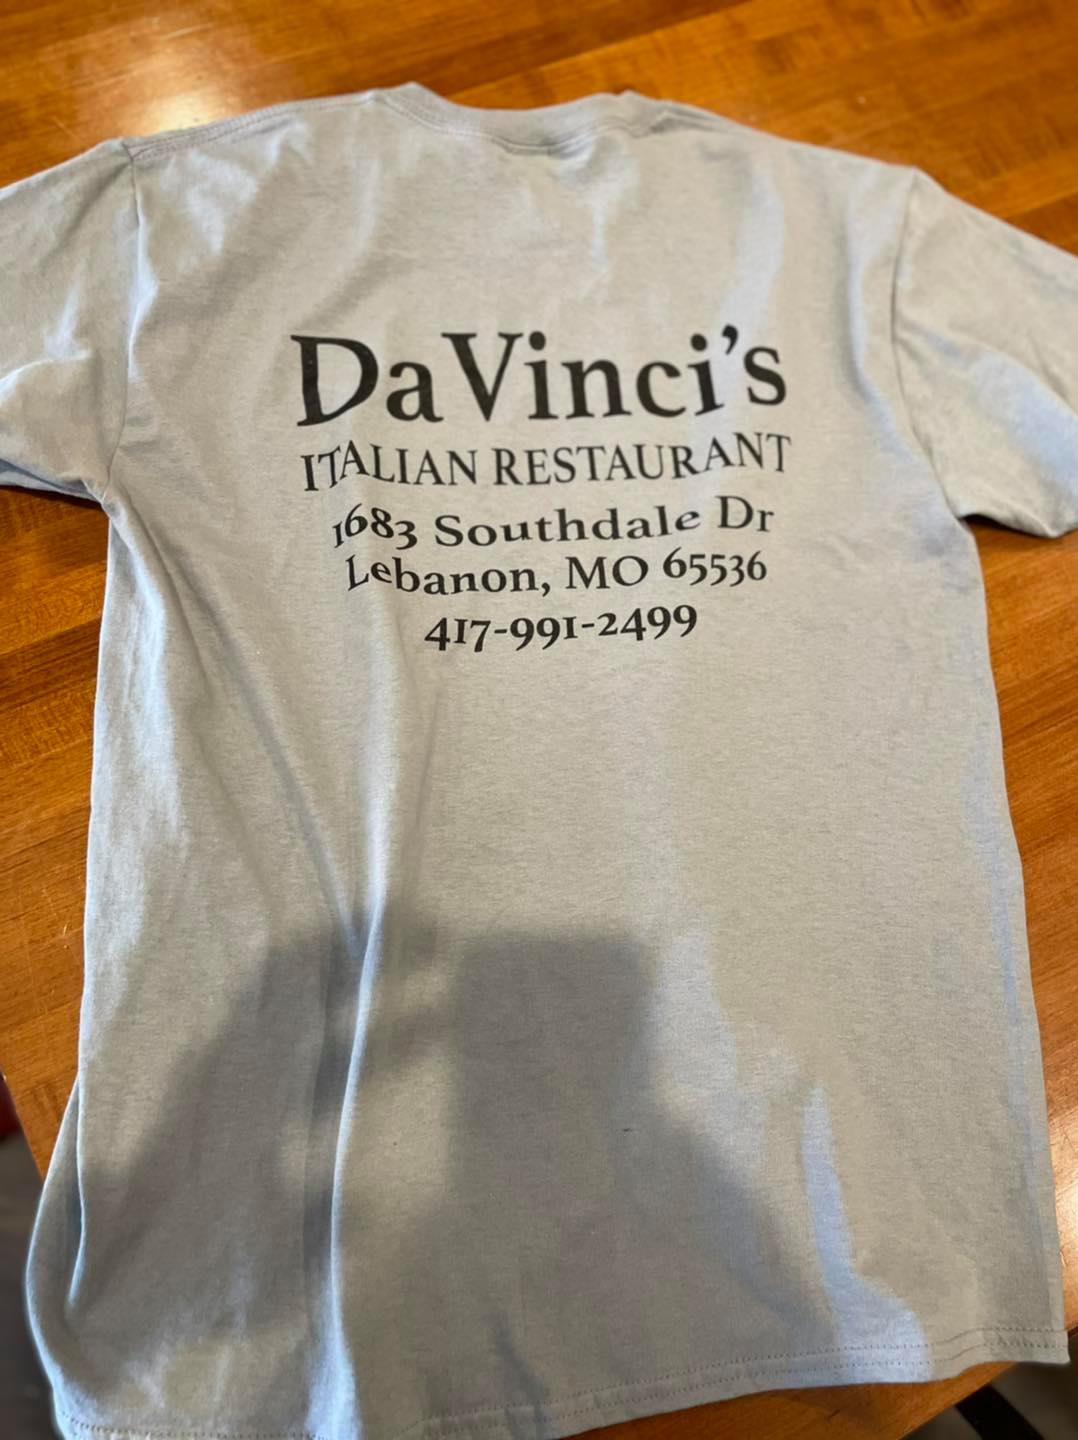 DaVinci's
ITALIAN RESTAURANT
1683 Southdale Dr
Lebanon, MO 65536
417-991-2499